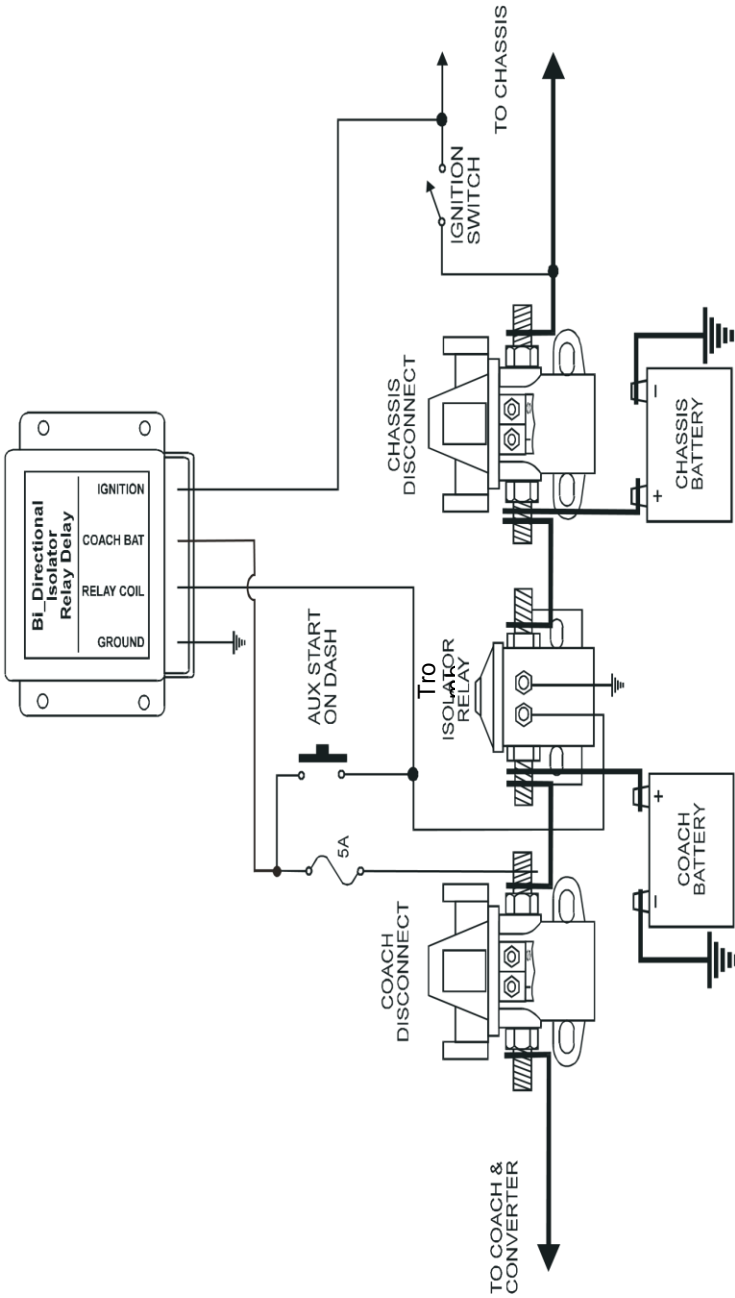 Bi_Directional
Isolator
Relay Delay
GROUND
RELAY COIL
COACH BAT
IGNITION
AUX START
ON DASH
5A
IGNITION
SWITCH
TO CHASSIS
COACH
DISCONNECT
Tro
ISOLATOR
RELAY
CHASSIS
DISCONNECT
TO COACH &
CONVERTER
- +
COACH
BATTERY
+ -
CHASSIS
BATTERY